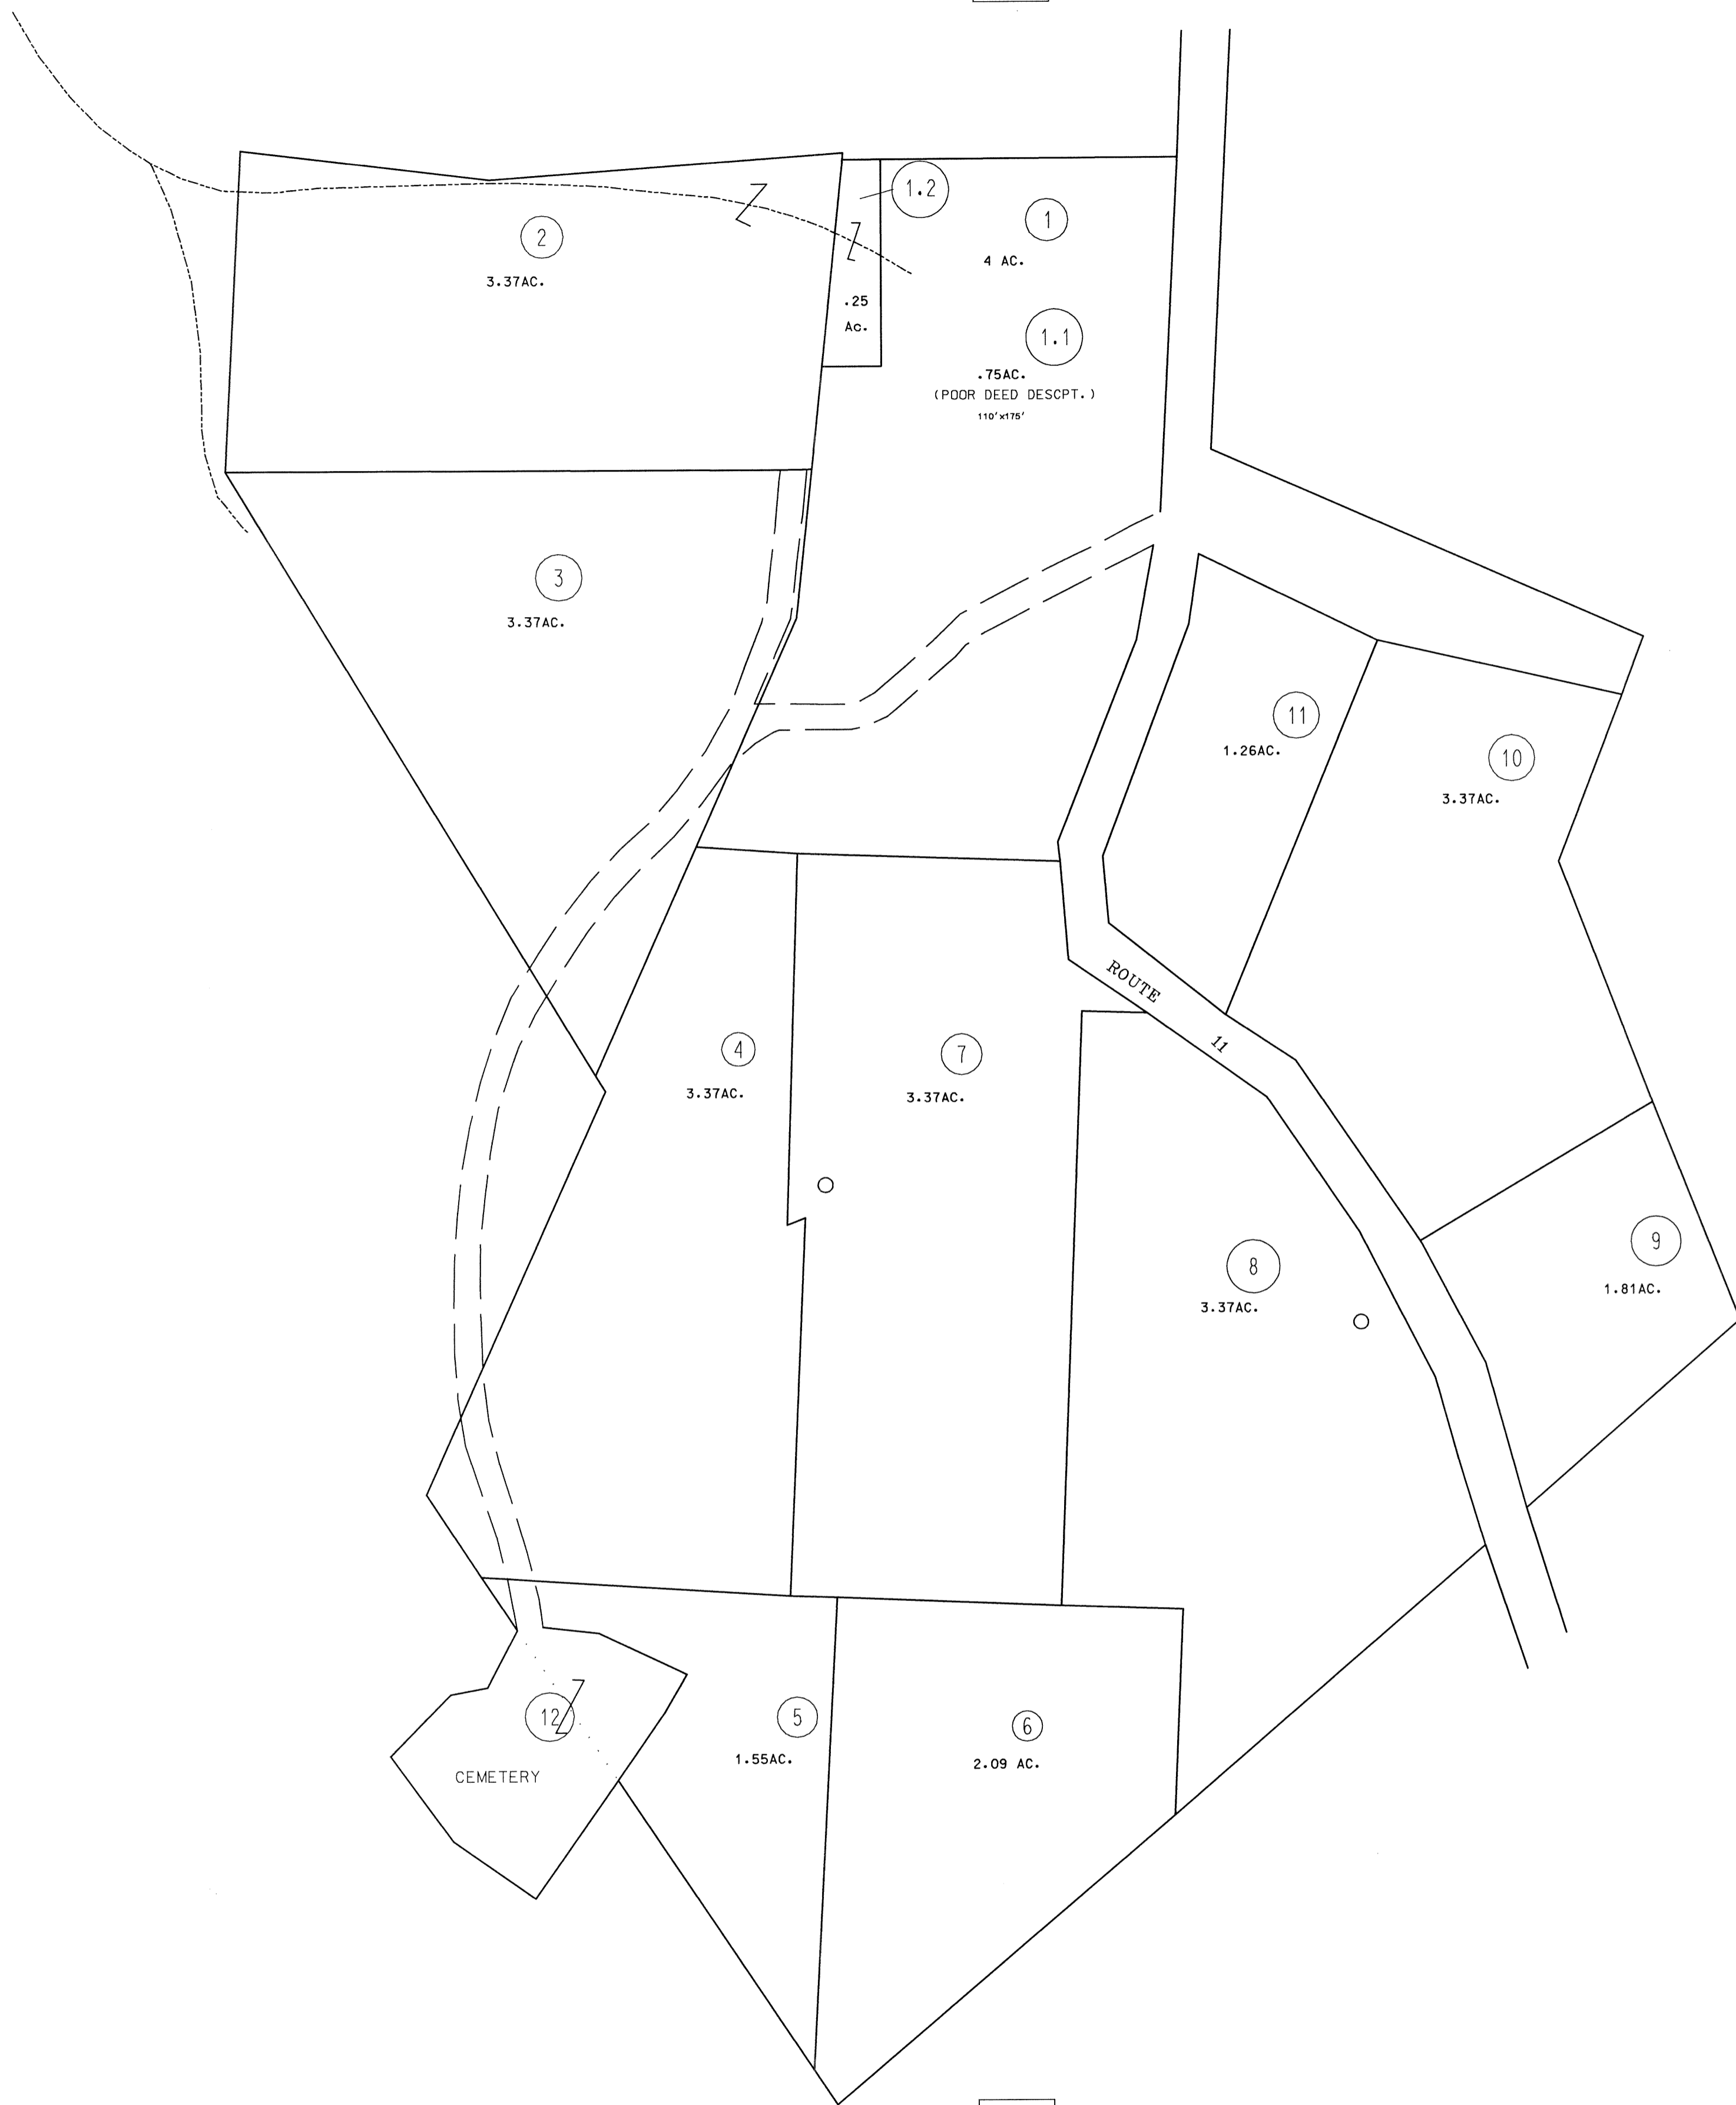 1.2
1
4 AC.
2
3.37AC.
.25
Ac.
1.1
.75AC.
(POOR DEED DESCPT.)
110'x175'
3
3.37AC.
11
1.26AC.
10
3.37AC.
ROUTE
11
4
3.37AC.
7
3.37AC.
9
1.81AC.
8
3.37AC.
12
CEMETERY
5
1.55AC.
6
2.09 AC.